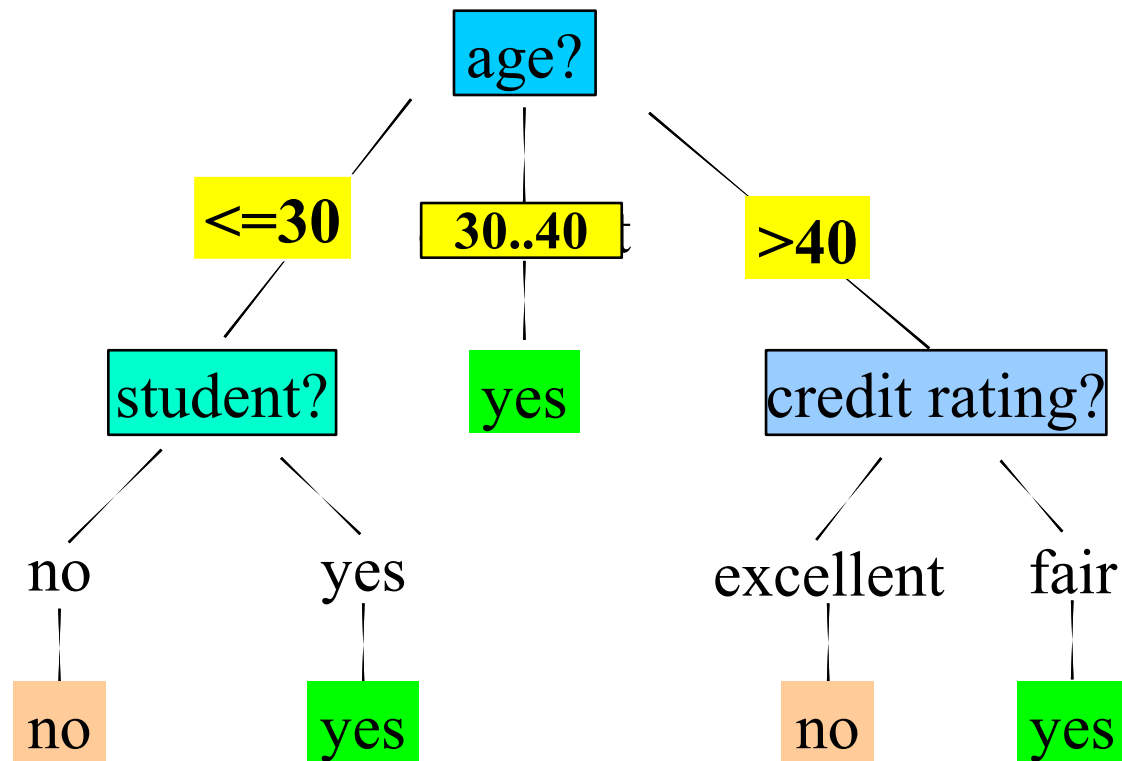 age?
<=30
30..40
t
>40
student?
yes
credit rating?
no
yes
excellent
fair
no
yes
no
yes